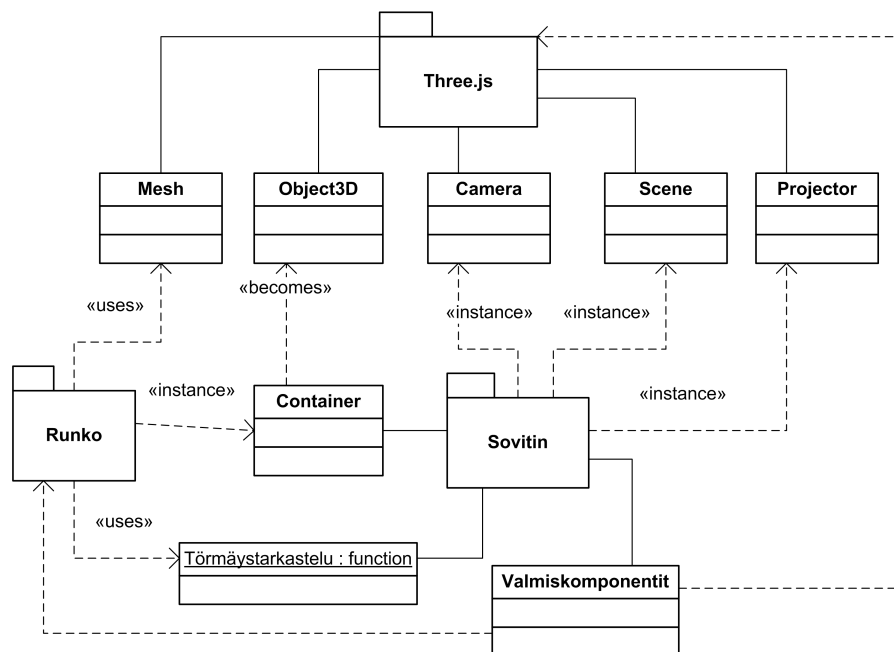 Three.js
Mesh
Object3D
Camera
Scene
Projector
«uses»
«becomes»
«instance»
«instance»
«instance»
«instance»
Runko
Container
Sovitin
«uses»
Törmäystarkastelu : function
Valmiskomponentit